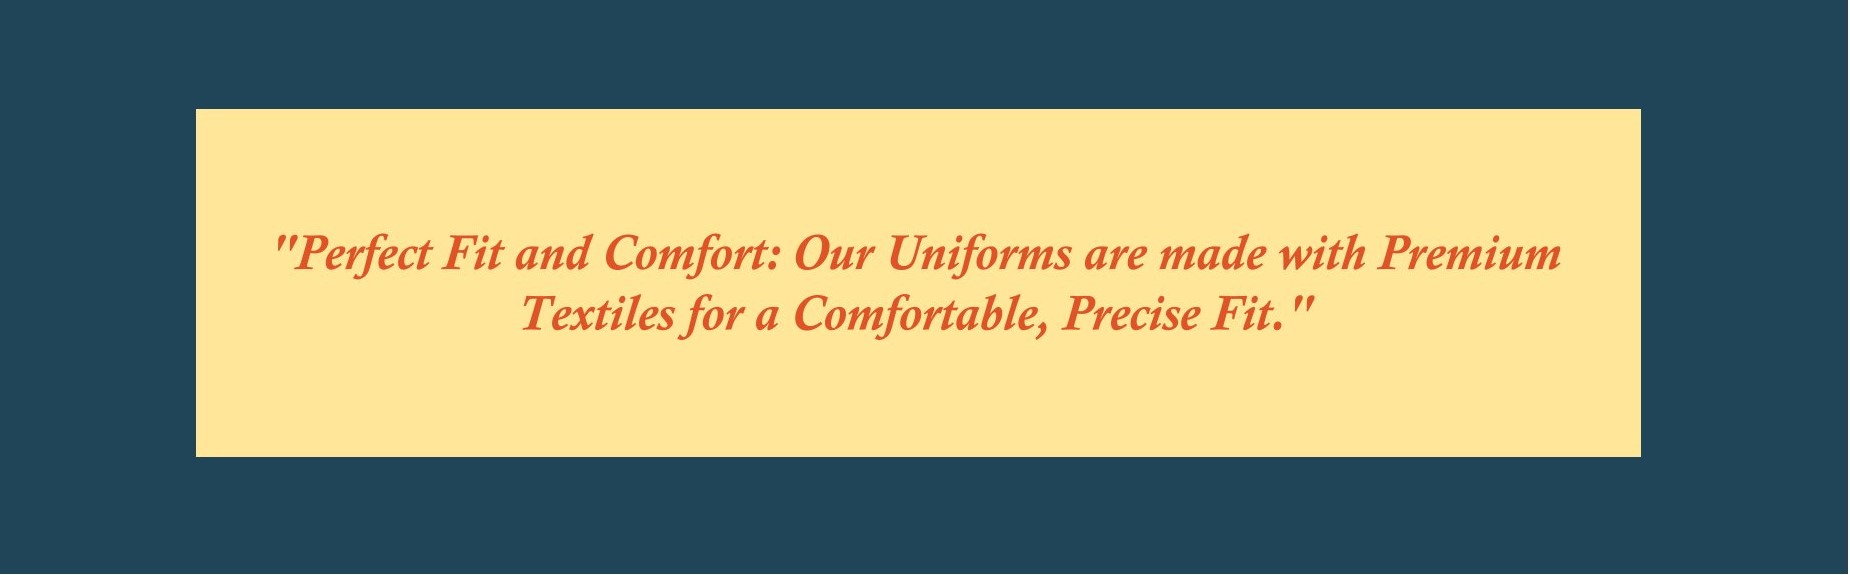 "Perfect Fit and Comfort: Our Uniforms are made with Premium
Textiles for a Comfortable, Precise Fit."